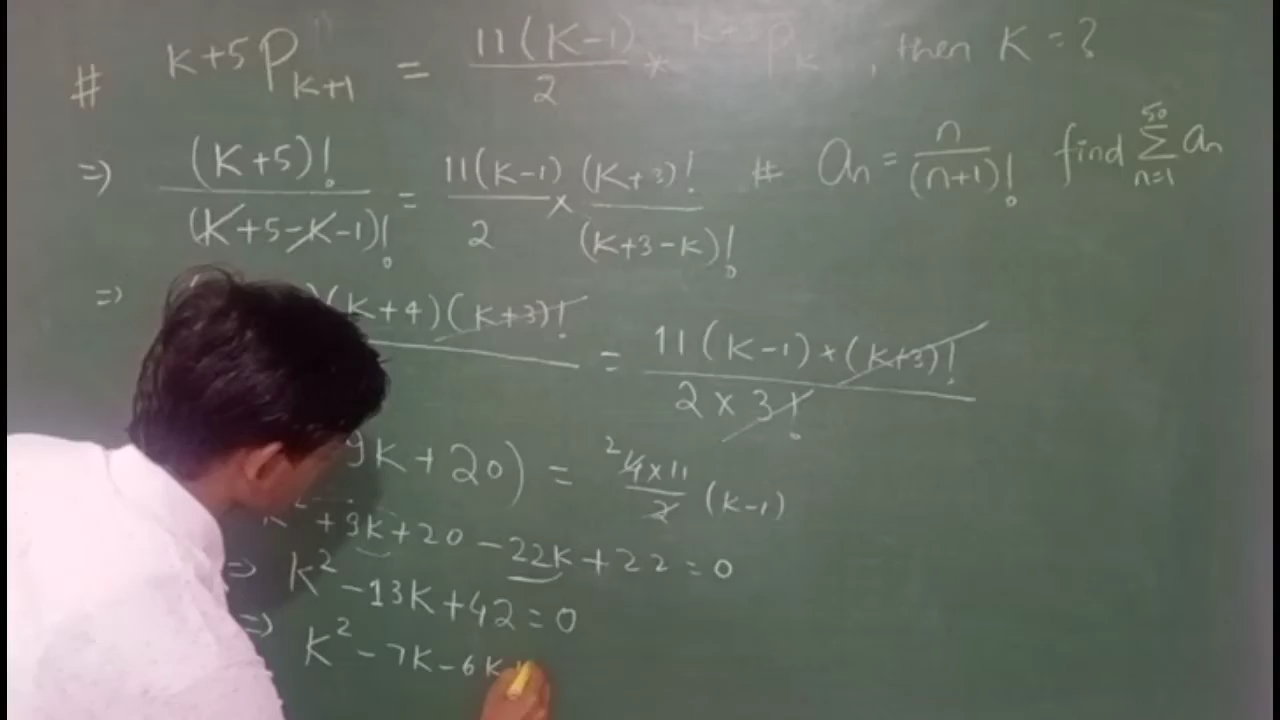 # k+5 P k+1 = 11(K-1)/2 * k+3 P k , then K = ?
=> (K+5)!/(K+5-K-1)! = 11(K-1)/2 × (K+3)!/(K+3-K)!
# an = n/(n+1)! find 50 Σ n=1 an
=> )(K+4)(K+3)! = 11(K-1)*(K+3)!/2×3!
9K+20) = 2 4×11/2 (K-1)
K² +9K+20 -22K+22 = 0
=> K² -13K+42=0
=> K² -7K-6K